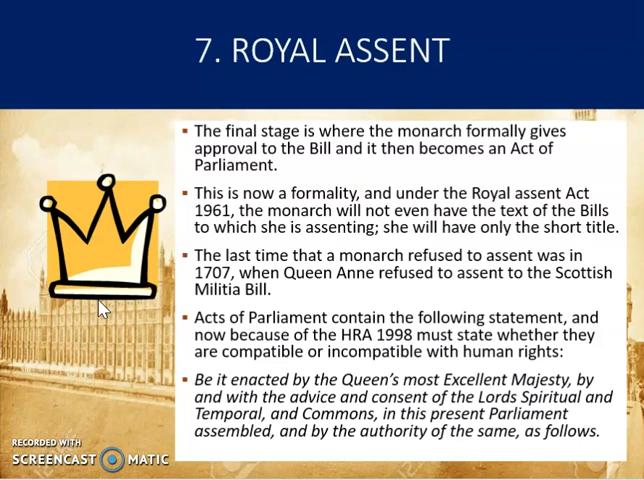 7. ROYAL ASSENT
▪ The final stage is where the monarch formally gives
approval to the Bill and it then becomes an Act of
Parliament.
▪ This is now a formality, and under the Royal assent Act
1961, the monarch will not even have the text of the Bills
to which she is assenting; she will have only the short title.
▪ The last time that a monarch refused to assent was in
1707, when Queen Anne refused to assent to the Scottish
Militia Bill.
▪ Acts of Parliament contain the following statement, and
now because of the HRA 1998 must state whether they
are compatible or incompatible with human rights:
▪ Be it enacted by the Queen's most Excellent Majesty, by
and with the advice and consent of the Lords Spiritual and
Temporal, and Commons, in this present Parliament
assembled, and by the authority of the same, as follows.
RECORDED WITH
SCREENCAST MATIC